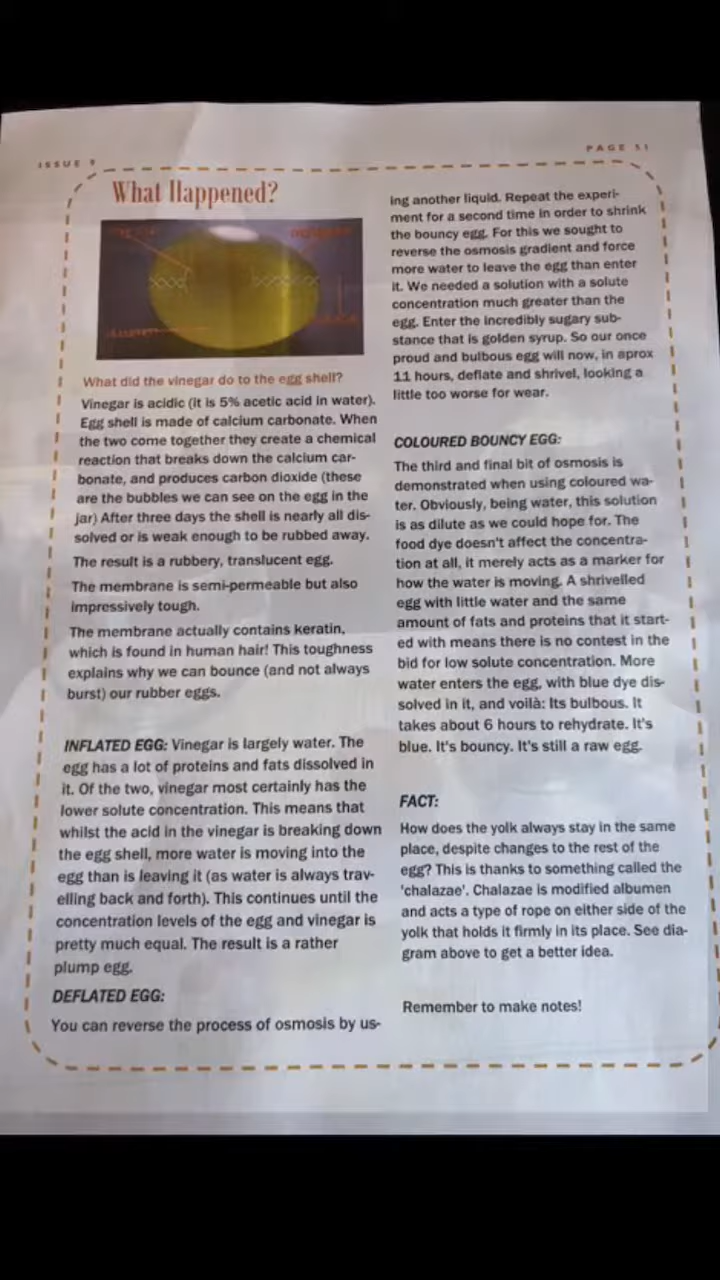 ISSUE 9
PAGE 51
What Happened?
What did the vinegar do to the egg shell?
Vinegar is acidic (it is 5% acetic acid in water).
Egg shell is made of calcium carbonate. When
the two come together they create a chemical
reaction that breaks down the calcium car-
bonate, and produces carbon dioxide (these
are the bubbles we can see on the egg in the
jar) After three days the shell is nearly all dis-
solved or is weak enough to be rubbed away.
The result is a rubbery, translucent egg.
The membrane is semi-permeable but also
impressively tough.
The membrane actually contains keratin,
which is found in human hair! This toughness
explains why we can bounce (and not always
burst) our rubber eggs.
INFLATED EGG: Vinegar is largely water. The
egg has a lot of proteins and fats dissolved in
it. Of the two, vinegar most certainly has the
lower solute concentration. This means that
whilst the acid in the vinegar is breaking down
the egg shell, more water is moving into the
egg than is leaving it (as water is always trav-
elling back and forth). This continues until the
concentration levels of the egg and vinegar is
pretty much equal. The result is a rather
plump egg.
DEFLATED EGG:
You can reverse the process of osmosis by us-
ing another liquid. Repeat the experi-
ment for a second time in order to shrink
the bouncy egg. For this we sought to
reverse the osmosis gradient and force
more water to leave the egg than enter
it. We needed a solution with a solute
concentration much greater than the
egg. Enter the incredibly sugary sub-
stance that is golden syrup. So our once
proud and bulbous egg will now, in aprox
11 hours, deflate and shrivel, looking a
little too worse for wear.
COLOURED BOUNCY EGG:
The third and final bit of osmosis is
demonstrated when using coloured wa-
ter. Obviously, being water, this solution
is as dilute as we could hope for. The
food dye doesn't affect the concentra-
tion at all, it merely acts as a marker for
how the water is moving. A shrivelled
egg with little water and the same
amount of fats and proteins that it start-
ed with means there is no contest in the
bid for low solute concentration. More
water enters the egg, with blue dye dis-
solved in it, and voilà: Its bulbous. It
takes about 6 hours to rehydrate. It's
blue. It's bouncy. It's still a raw egg.
FACT:
How does the yolk always stay in the same
place, despite changes to the rest of the
egg? This is thanks to something called the
'chalazae'. Chalazae is modified albumen
and acts a type of rope on either side of the
yolk that holds it firmly in its place. See dia-
gram above to get a better idea.
Remember to make notes!